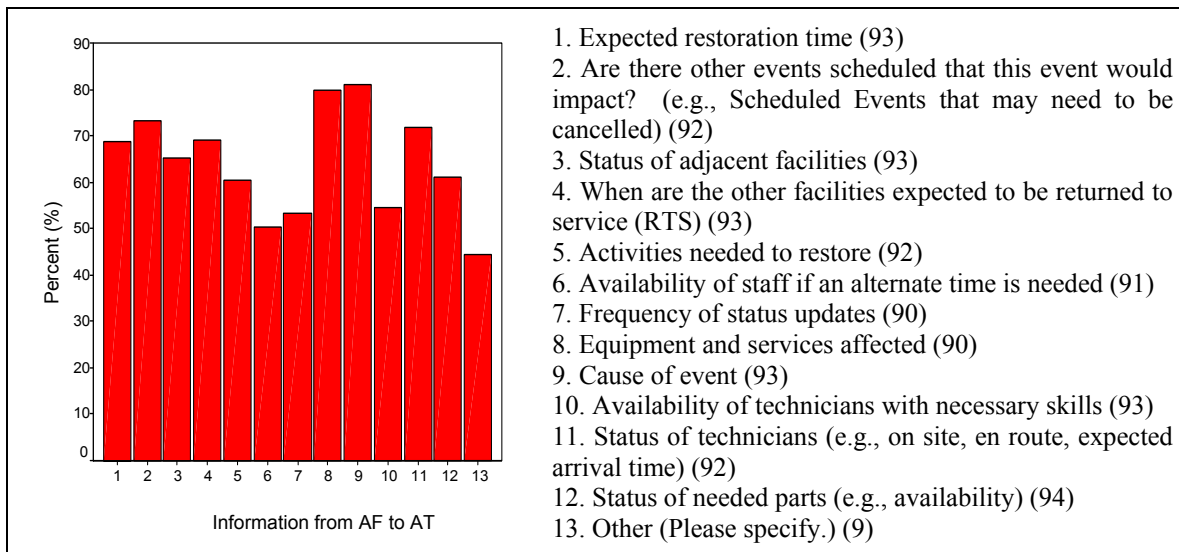 90
80
70
60
50
40
30
20
10
0
Percent (%)
1 2 3 4 5 6 7 8 9 10 11 12 13
Information from AF to AT
1. Expected restoration time (93)
2. Are there other events scheduled that this event would
impact? (e.g., Scheduled Events that may need to be
cancelled) (92)
3. Status of adjacent facilities (93)
4. When are the other facilities expected to be returned to
service (RTS) (93)
5. Activities needed to restore (92)
6. Availability of staff if an alternate time is needed (91)
7. Frequency of status updates (90)
8. Equipment and services affected (90)
9. Cause of event (93)
10. Availability of technicians with necessary skills (93)
11. Status of technicians (e.g., on site, en route, expected
arrival time) (92)
12. Status of needed parts (e.g., availability) (94)
13. Other (Please specify.) (9)